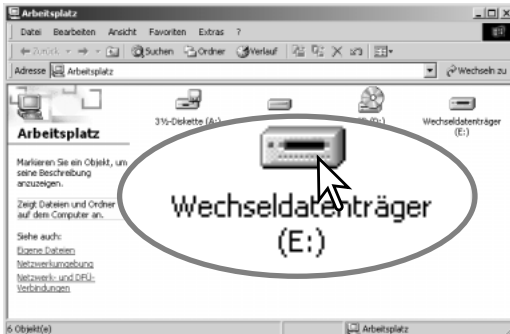 Arbeitsplatz
Datei Bearbeiten Ansicht Favoriten Extras ?
Zurück Suchen Ordner Verlauf
Adresse Arbeitsplatz Wechseln zu
3½-Diskette (A:)
Wechseldatenträger
(E:)
Arbeitsplatz
Markieren Sie ein Objekt, um
seine Beschreibung
anzuzeigen.
Zeigt Dateien und Ordner
auf dem Computer an.
Siehe auch:
Eigene Dateien
Netzwerkumgebung
Netzwerk- und DFÜ-
Verbindungen
Wechseldatenträger
(E:)
6 Objekt(e) Arbeitsplatz